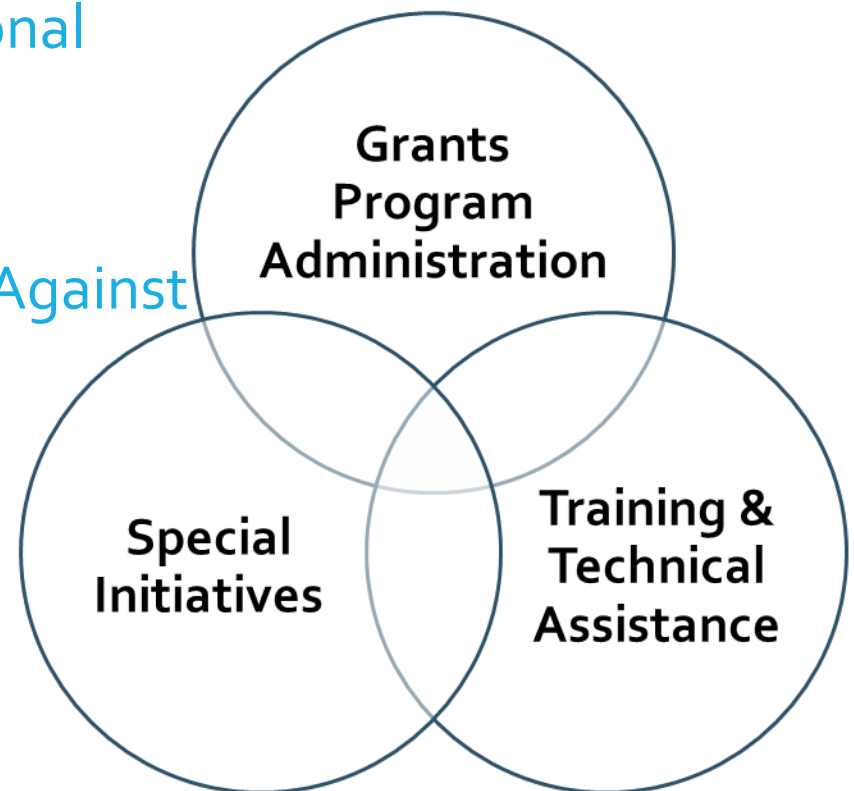 onal
Against
Grants
Program
Administration
Special
Initiatives
Training &
Technical
Assistance